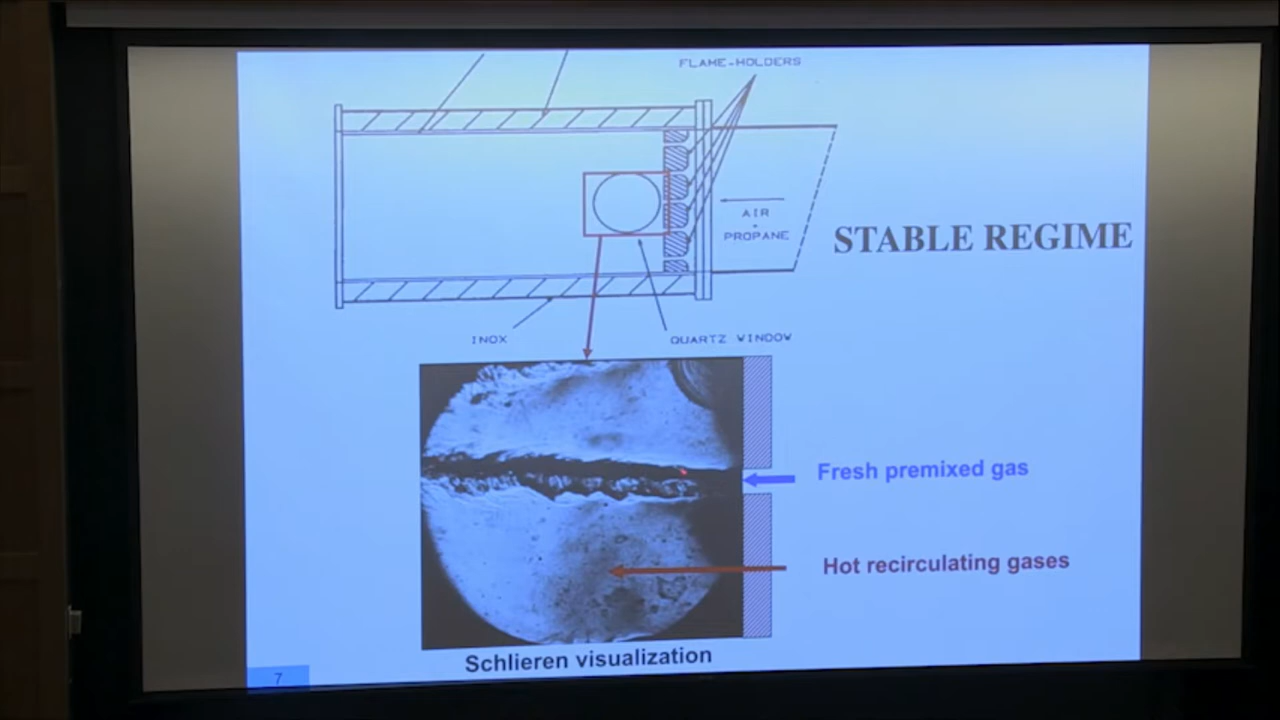 FLAME-HOLDERS
AIR
+
PROPANE
STABLE REGIME
INOX
QUARTZ WINDOW
Fresh premixed gas
Hot recirculating gases
Schlieren visualization
7